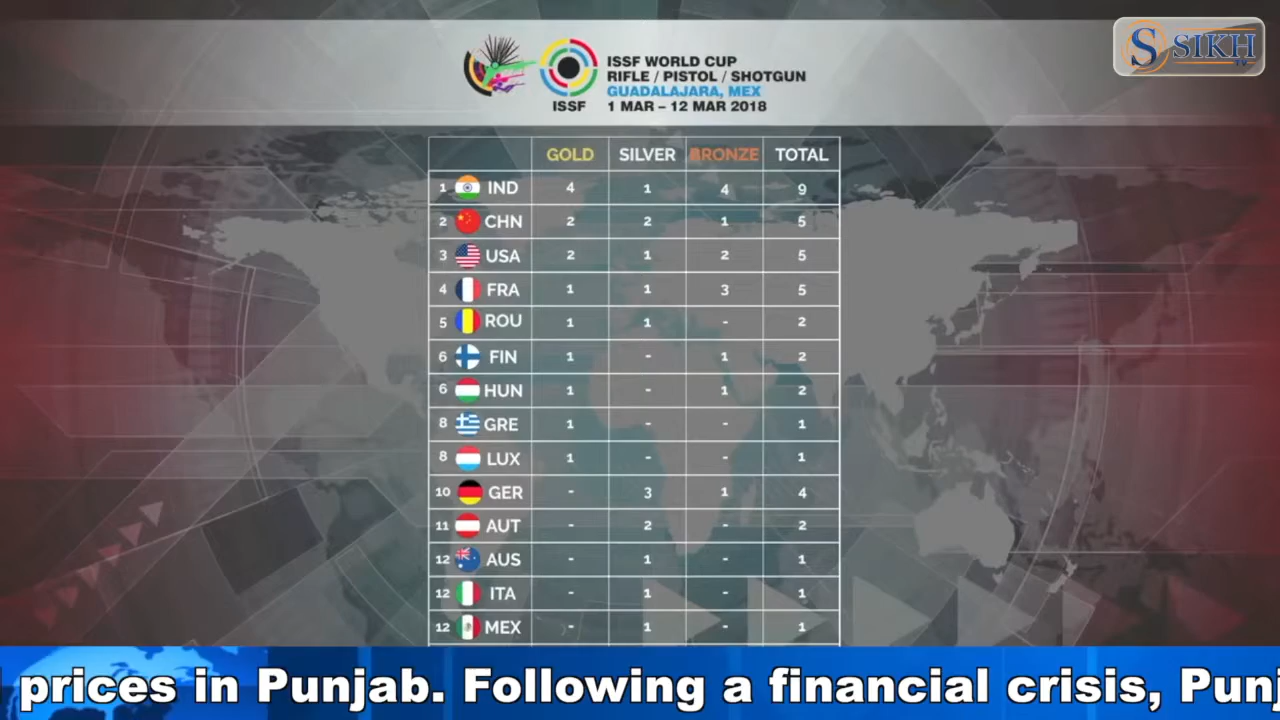 S SIKH TV
ISSF WORLD CUP
RIFLE / PISTOL / SHOTGUN
GUADALAJARA, MEX
ISSF 1 MAR – 12 MAR 2018
GOLD SILVER BRONZE TOTAL
1 IND 4 1 4 9
2 CHN 2 2 1 5
3 USA 2 1 2 5
4 FRA 1 1 3 5
5 ROU 1 1 - 2
6 FIN 1 - 1 2
6 HUN 1 - 1 2
8 GRE 1 - - 1
8 LUX 1 - - 1
10 GER - 3 1 4
11 AUT - 2 - 2
12 AUS - 1 - 1
12 ITA - 1 - 1
12 MEX - 1 - 1
prices in Punjab. Following a financial crisis, Punj